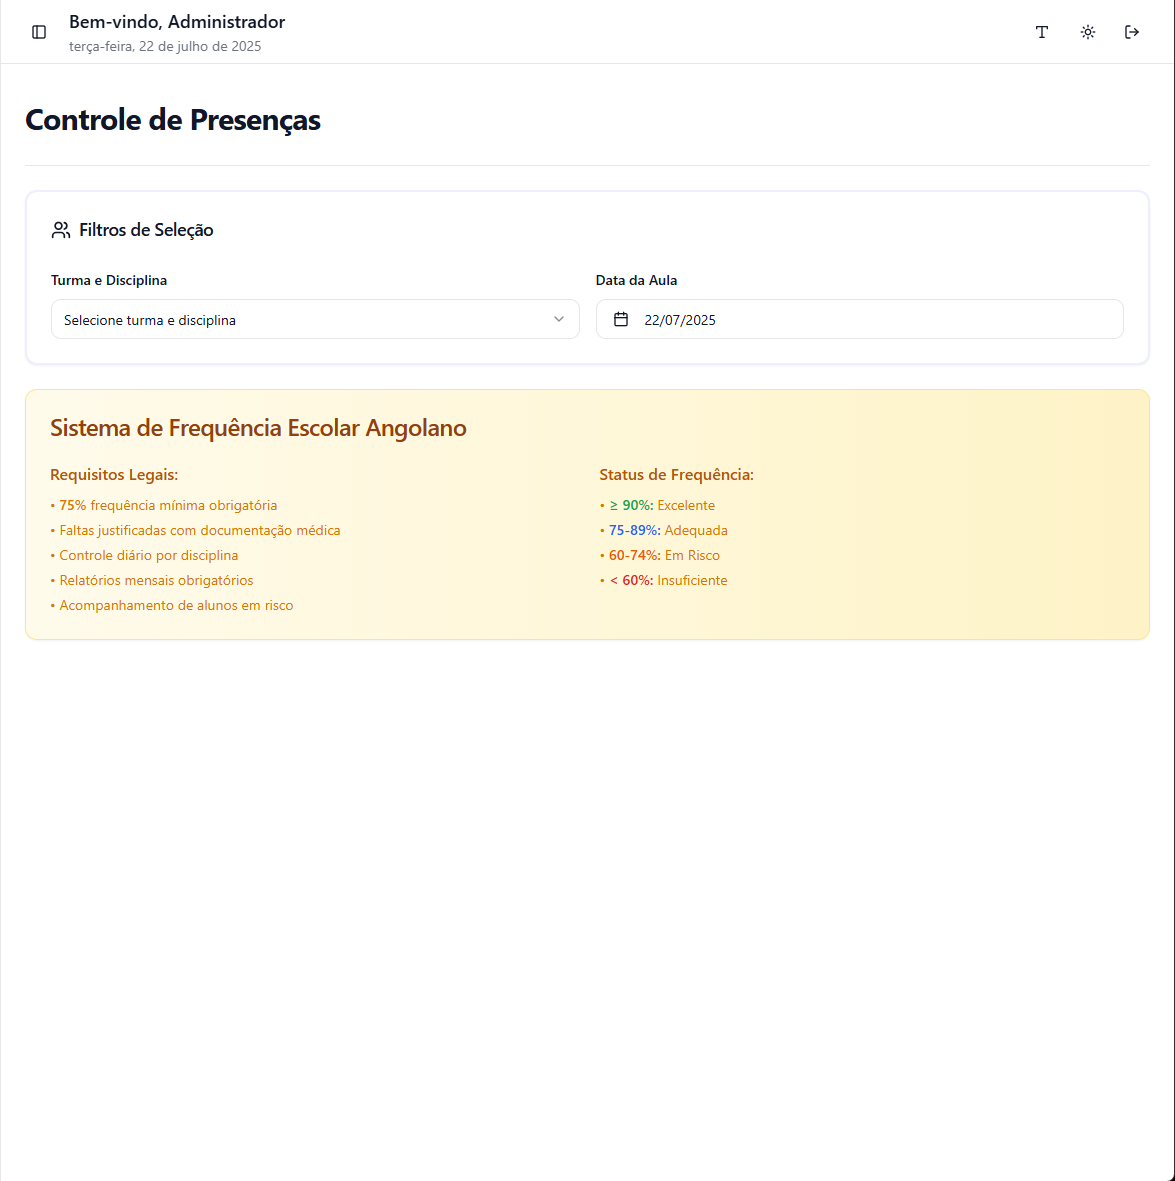 Bem-vindo, Administrador
terça-feira, 22 de julho de 2025
Controle de Presenças
Filtros de Seleção
Turma e Disciplina
Selecione turma e disciplina
Data da Aula
22/07/2025
Sistema de Frequência Escolar Angolano
Requisitos Legais:
• 75% frequência mínima obrigatória
• Faltas justificadas com documentação médica
• Controle diário por disciplina
• Relatórios mensais obrigatórios
• Acompanhamento de alunos em risco
Status de Frequência:
• ≥ 90%: Excelente
• 75-89%: Adequada
• 60-74%: Em Risco
• < 60%: Insuficiente